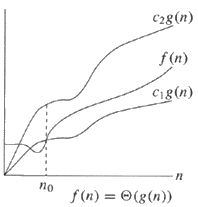 c₂g(n)
f(n)
c₁g(n)
n
n₀
f(n) = Θ(g(n))